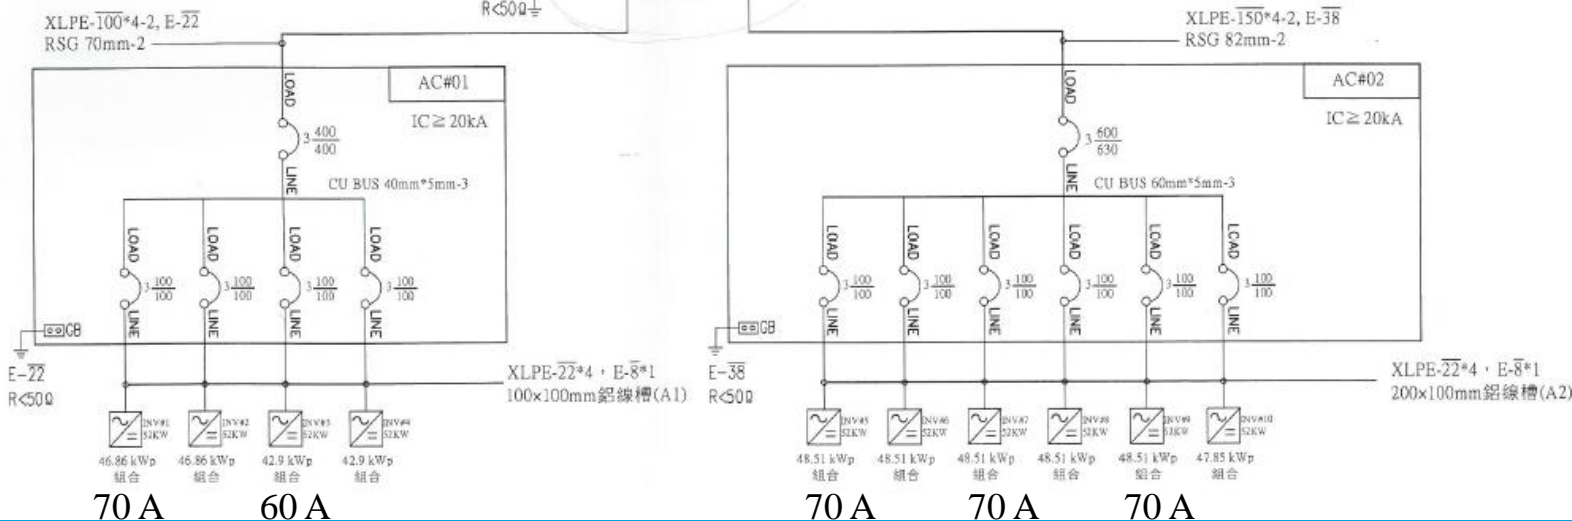 R<50Ω
XLPE-100*4-2, E-22
RSG 70mm-2
XLPE-150*4-2, E-38
RSG 82mm-2
AC#01
IC≧20kA
LOAD
3 400/400
LINE
CU BUS 40mm*5mm-3
LOAD LOAD LOAD LOAD
3 100/100 3 100/100 3 100/100 3 100/100
LINE LINE LINE LINE
GB
E-22
R<50Ω
XLPE-22*4，E-8*1
100×100mm鋁線槽(A1)
INV#1 INV#2 INV#3 INV#4
52KW 52KW 52KW 52KW
46.86 kWp 46.86 kWp 42.9 kWp 42.9 kWp
組合 組合 組合 組合
70 A 60 A
AC#02
IC≧20kA
LOAD
3 600/630
LINE
CU BUS 60mm*5mm-3
LOAD LOAD LOAD LOAD LOAD LOAD
3 100/100 3 100/100 3 100/100 3 100/100 3 100/100 3 100/100
LINE LINE LINE LINE LINE LINE
GB
E-38
R<50Ω
XLPE-22*4，E-8*1
200×100mm鋁線槽(A2)
INV#5 INV#6 INV#7 INV#8 INV#9 INV#10
52KW 52KW 52KW 52KW 52KW 52KW
48.51 kWp 48.51 kWp 48.51 kWp 48.51 kWp 48.51 kWp 47.85 kWp
組合 組合 組合 組合 組合 組合
70 A 70 A 70 A